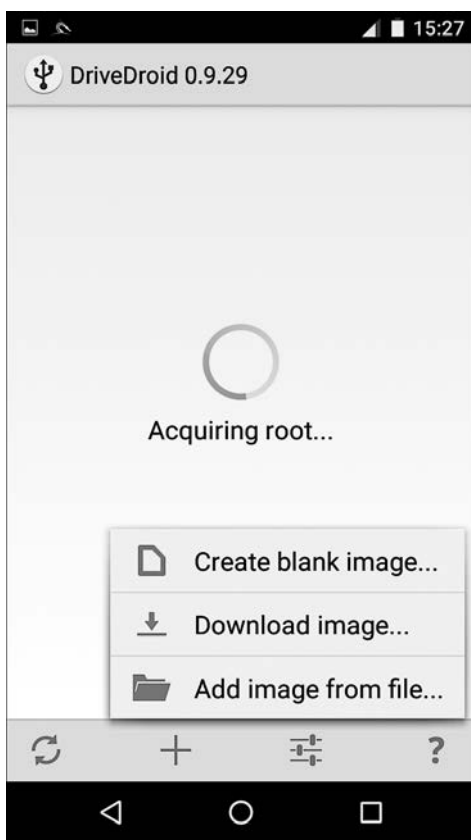 15:27
DriveDroid 0.9.29
Acquiring root...
Create blank image...
Download image...
Add image from file...
?